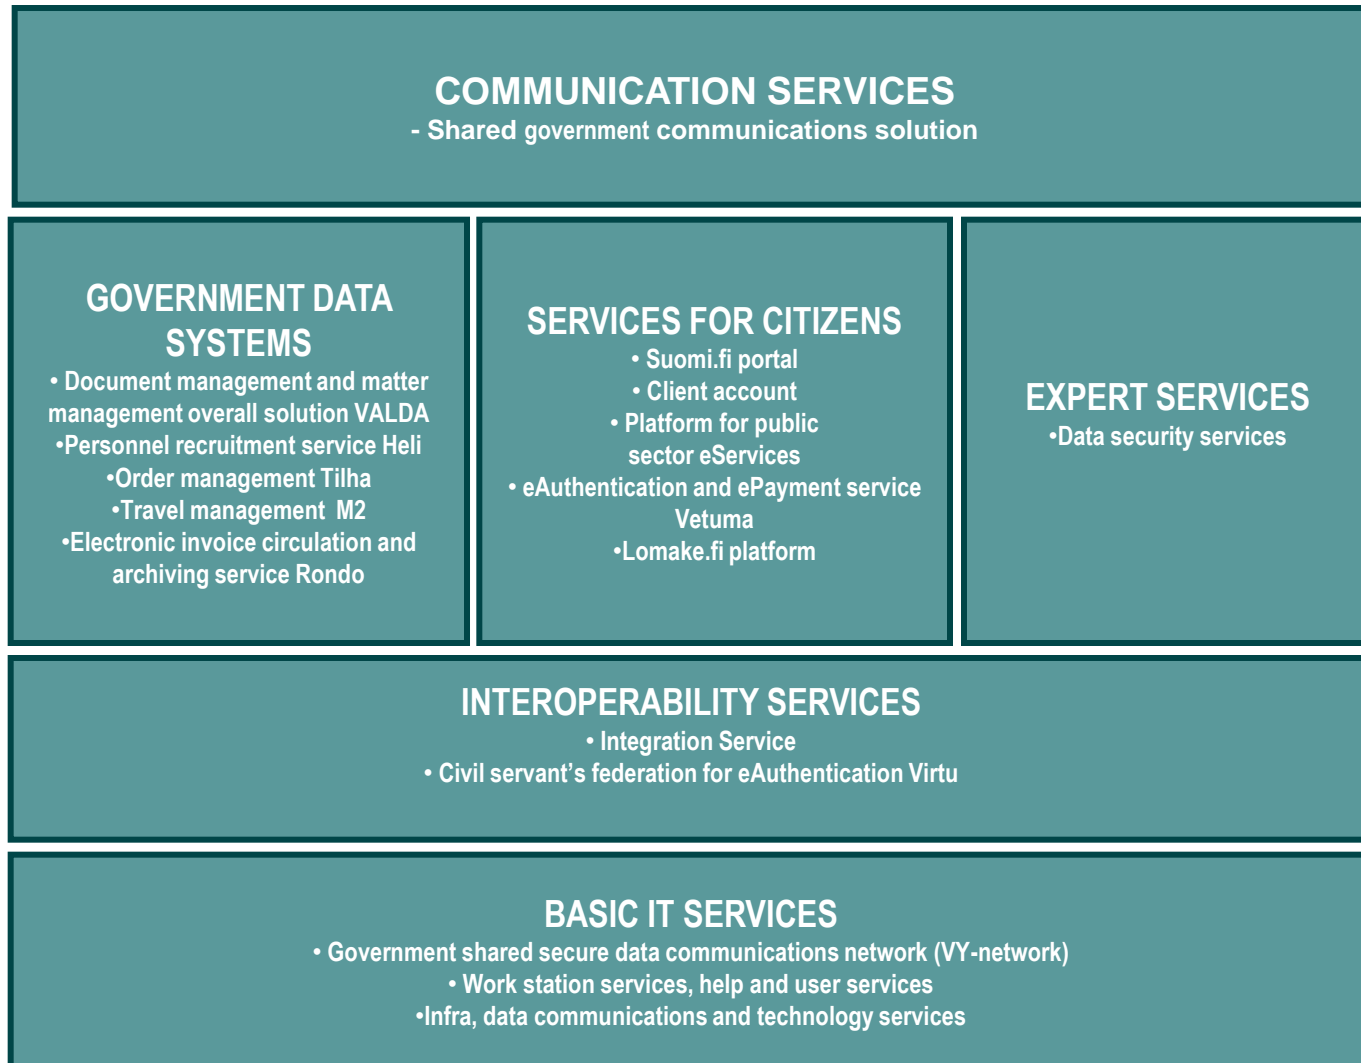 COMMUNICATION SERVICES
- Shared government communications solution
GOVERNMENT DATA
SYSTEMS
• Document management and matter
management overall solution VALDA
•Personnel recruitment service Heli
•Order management Tilha
•Travel management M2
•Electronic invoice circulation and
archiving service Rondo
SERVICES FOR CITIZENS
• Suomi.fi portal
• Client account
• Platform for public
sector eServices
• eAuthentication and ePayment service
Vetuma
•Lomake.fi platform
EXPERT SERVICES
•Data security services
INTEROPERABILITY SERVICES
• Integration Service
• Civil servant’s federation for eAuthentication Virtu
BASIC IT SERVICES
• Government shared secure data communications network (VY-network)
• Work station services, help and user services
•Infra, data communications and technology services